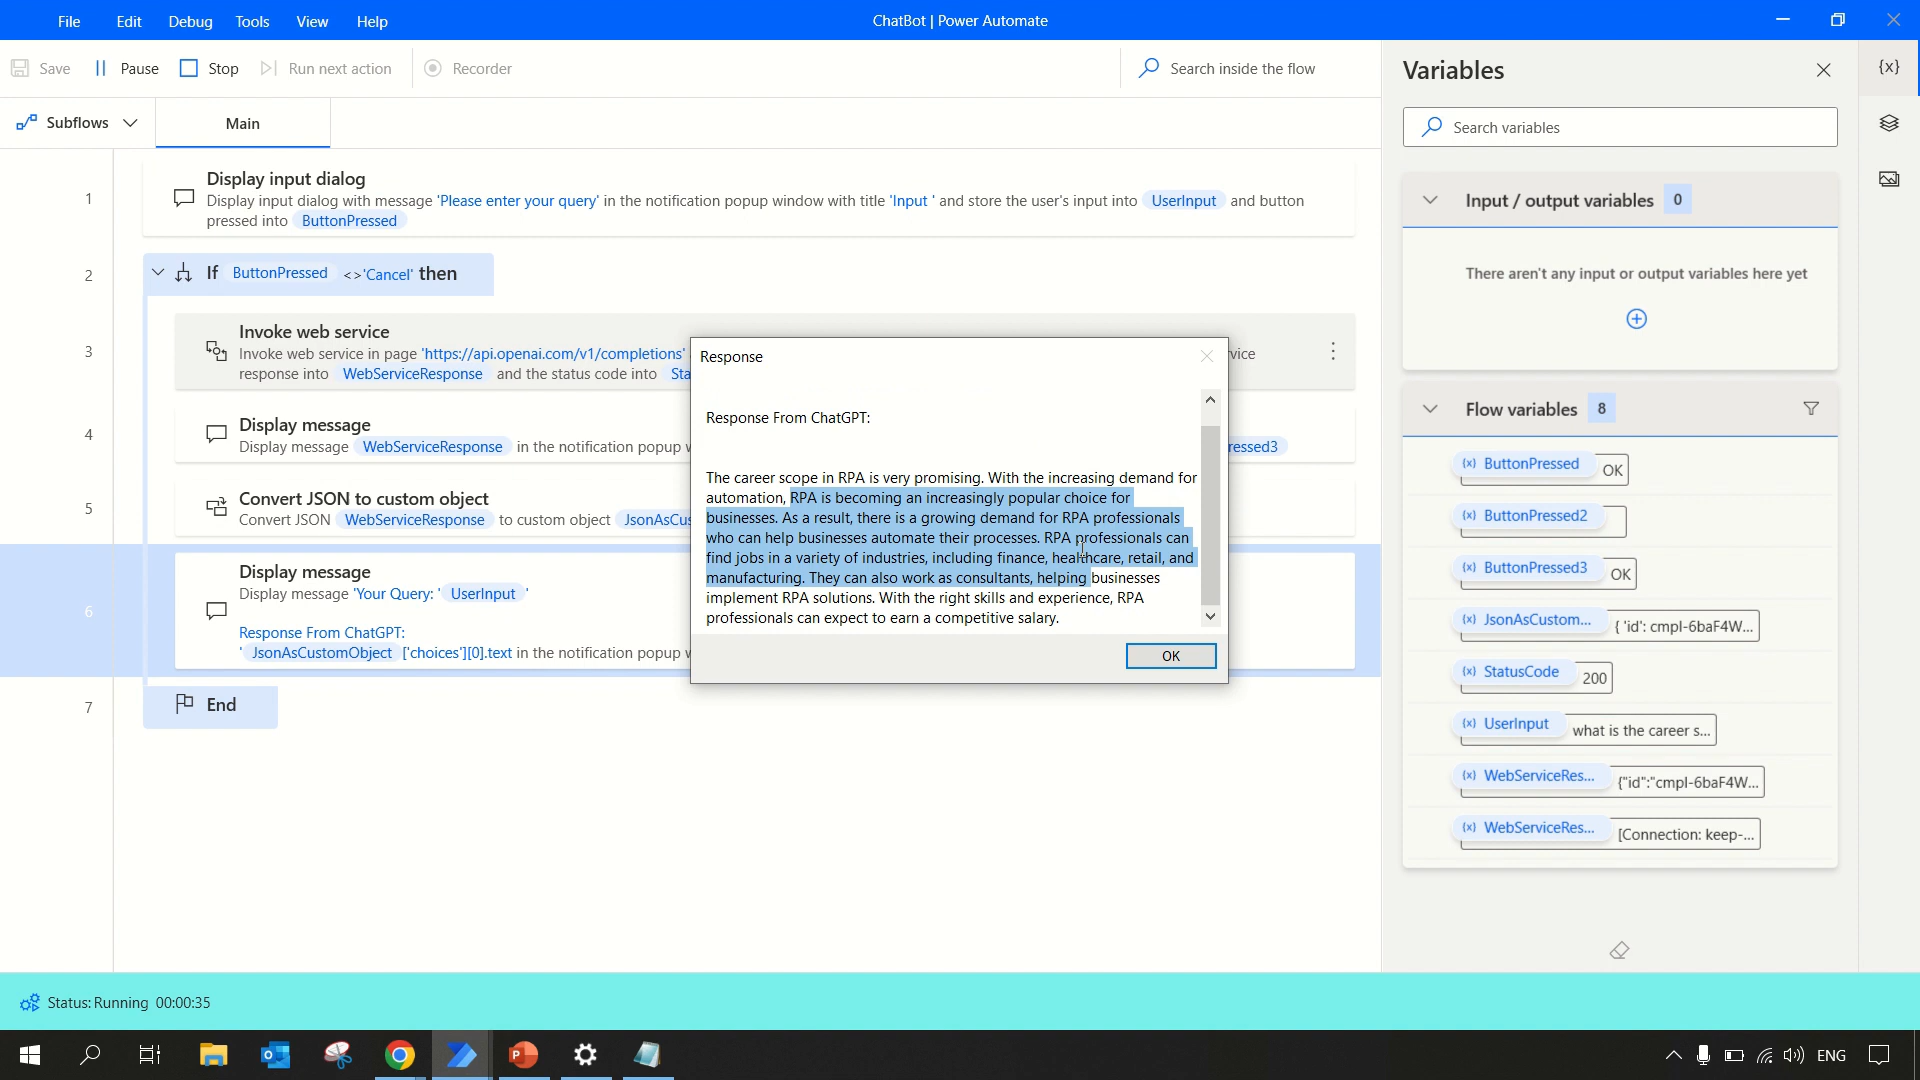 File Edit Debug Tools View Help
ChatBot | Power Automate
Save Pause Stop Run next action Recorder
Search inside the flow
Subflows Main
1
Display input dialog
Display input dialog with message 'Please enter your query' in the notification popup window with title 'Input ' and store the user's input into UserInput and button
pressed into ButtonPressed
2
If ButtonPressed <>'Cancel' then
3
Invoke web service
Invoke web service in page 'https://api.openai.com/v1/completions'
vice
response into WebServiceResponse and the status code into Sta
4
Display message
Display message WebServiceResponse in the notification popup w
ressed3
5
Convert JSON to custom object
Convert JSON WebServiceResponse to custom object JsonAsCus
6
Display message
Display message 'Your Query: ' UserInput '
Response From ChatGPT:
' JsonAsCustomObject ['choices'][0].text in the notification popup w
7
End
Response
Response From ChatGPT:
The career scope in RPA is very promising. With the increasing demand for
automation, RPA is becoming an increasingly popular choice for
businesses. As a result, there is a growing demand for RPA professionals
who can help businesses automate their processes. RPA professionals can
find jobs in a variety of industries, including finance, healthcare, retail, and
manufacturing. They can also work as consultants, helping businesses
implement RPA solutions. With the right skills and experience, RPA
professionals can expect to earn a competitive salary.
OK
Variables
{x}
Search variables
Input / output variables 0
There aren't any input or output variables here yet
Flow variables 8
(x) ButtonPressed OK
(x) ButtonPressed2
(x) ButtonPressed3 OK
(x) JsonAsCustom... { 'id': cmpl-6baF4W...
(x) StatusCode 200
(x) UserInput what is the career s...
(x) WebServiceRes... {"id":"cmpl-6baF4W...
(x) WebServiceRes... [Connection: keep-...
Status: Running 00:00:35
ENG